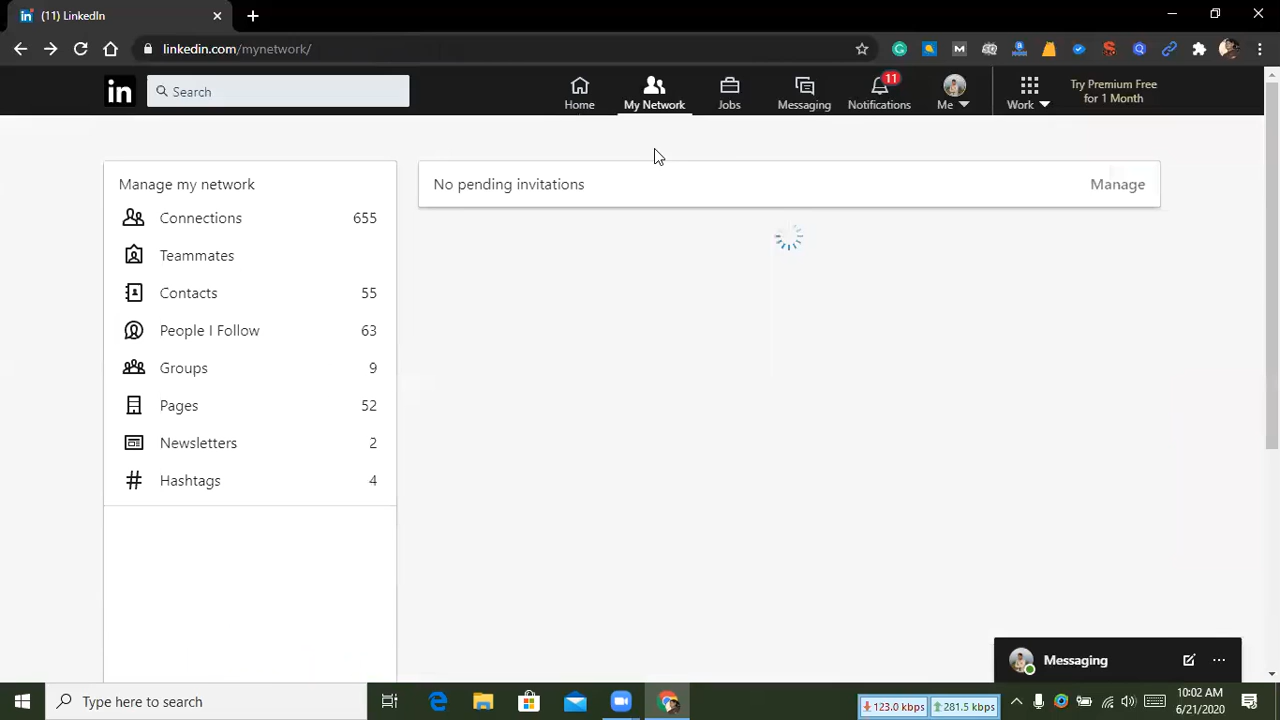 (11) LinkedIn
linkedin.com/mynetwork/
in
Search
Home
My Network
Jobs
Messaging
11
Notifications
Me
Work
Try Premium Free
for 1 Month
Manage my network
Connections 655
Teammates
Contacts 55
People I Follow 63
Groups 9
Pages 52
Newsletters 2
Hashtags 4
No pending invitations
Manage
Messaging
Type here to search
123.0 kbps
281.5 kbps
10:02 AM
6/21/2020